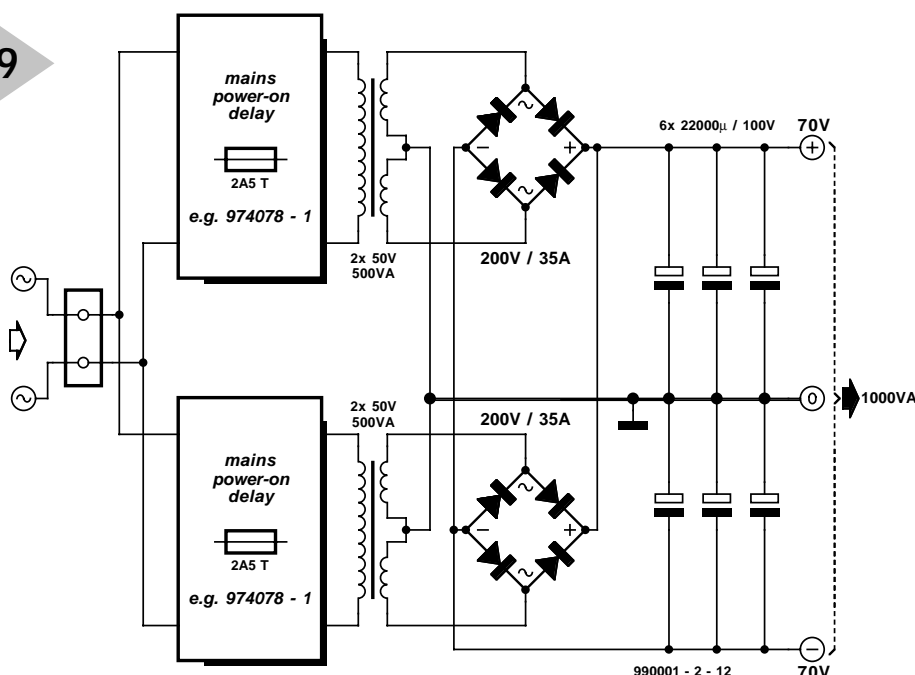 9
mains
power-on
delay
2A5 T
e.g. 974078 - 1
2x 50V
500VA
~
~
−
+
200V / 35A
6x 22000μ / 100V
70V
+
~
~
0
1000VA
2x 50V
500VA
200V / 35A
mains
power-on
delay
2A5 T
e.g. 974078 - 1
~
~
−
+
−
70V
990001 - 2 - 12